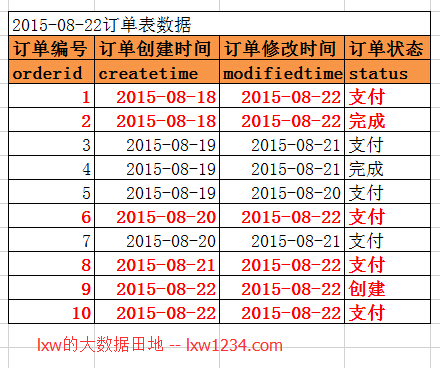 2015-08-22订单表数据
订单编号 订单创建时间 订单修改时间 订单状态
orderid createtime modifiedtime status
1 2015-08-18 2015-08-22 支付
2 2015-08-18 2015-08-22 完成
3 2015-08-19 2015-08-21 支付
4 2015-08-19 2015-08-21 完成
5 2015-08-19 2015-08-20 支付
6 2015-08-20 2015-08-22 支付
7 2015-08-20 2015-08-21 支付
8 2015-08-21 2015-08-22 支付
9 2015-08-22 2015-08-22 创建
10 2015-08-22 2015-08-22 支付
lxw的大数据田地 -- lxw1234.com